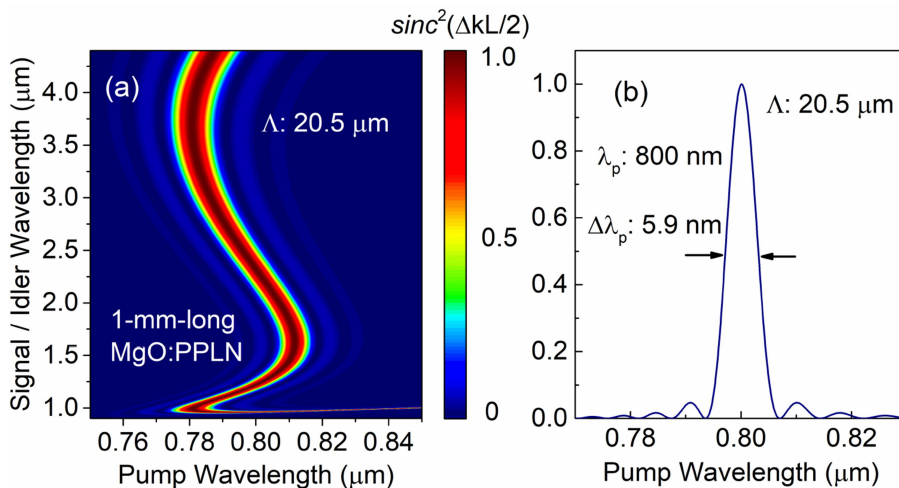 sinc²(ΔkL/2)
(a)
Λ: 20.5 μm
1-mm-long
MgO:PPLN
Signal / Idler Wavelength (μm)
4.0
3.5
3.0
2.5
2.0
1.5
1.0
0.76 0.78 0.80 0.82 0.84
Pump Wavelength (μm)
1.0
0.5
0
(b)
Λ: 20.5 μm
λp: 800 nm
Δλp: 5.9 nm
1.0
0.8
0.6
0.4
0.2
0.0
0.78 0.80 0.82
Pump Wavelength (μm)